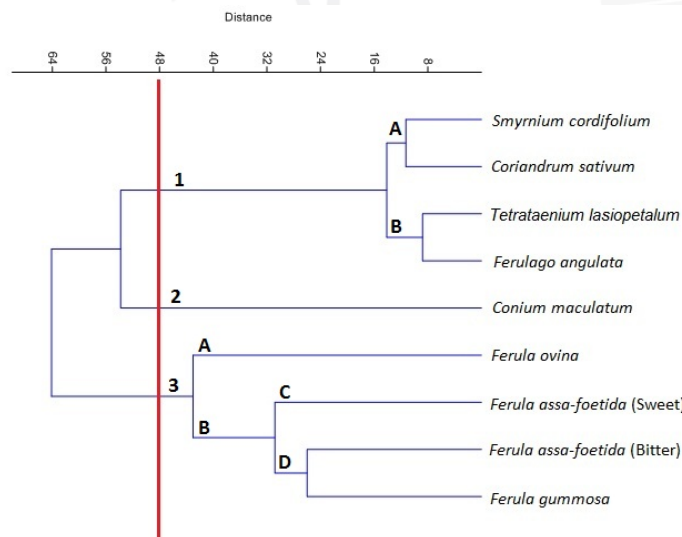 Distance
64 56 48 40 32 24 16 8
A
Smyrnium cordifolium
Coriandrum sativum
1
B
Tetrataenium lasiopetalum
Ferulago angulata
2
Conium maculatum
A
Ferula ovina
3
C
Ferula assa-foetida (Sweet)
B
Ferula assa-foetida (Bitter)
D
Ferula gummosa